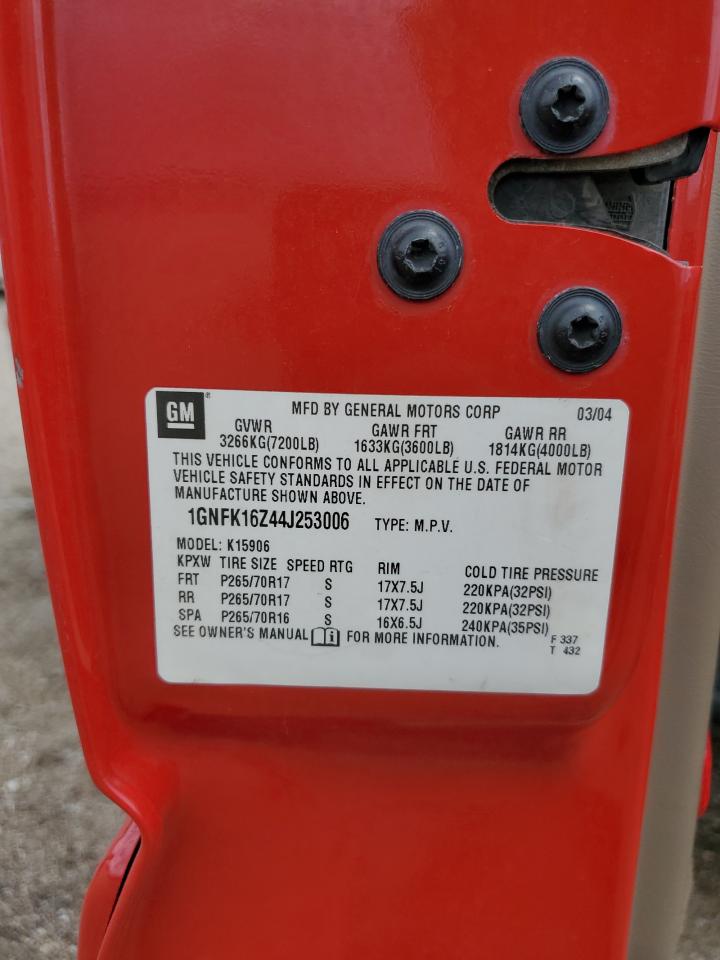 GM ® MFD BY GENERAL MOTORS CORP 03/04
GVWR GAWR FRT GAWR RR
3266KG(7200LB) 1633KG(3600LB) 1814KG(4000LB)
THIS VEHICLE CONFORMS TO ALL APPLICABLE U.S. FEDERAL MOTOR
VEHICLE SAFETY STANDARDS IN EFFECT ON THE DATE OF
MANUFACTURE SHOWN ABOVE.
1GNFK16Z44J253006 TYPE: M.P.V.
MODEL: K15906
KPXW TIRE SIZE SPEED RTG RIM COLD TIRE PRESSURE
FRT P265/70R17 S 17X7.5J 220KPA(32PSI)
RR P265/70R17 S 17X7.5J 220KPA(32PSI)
SPA P265/70R16 S 16X6.5J 240KPA(35PSI)
SEE OWNER'S MANUAL i FOR MORE INFORMATION.
F 337
T 432